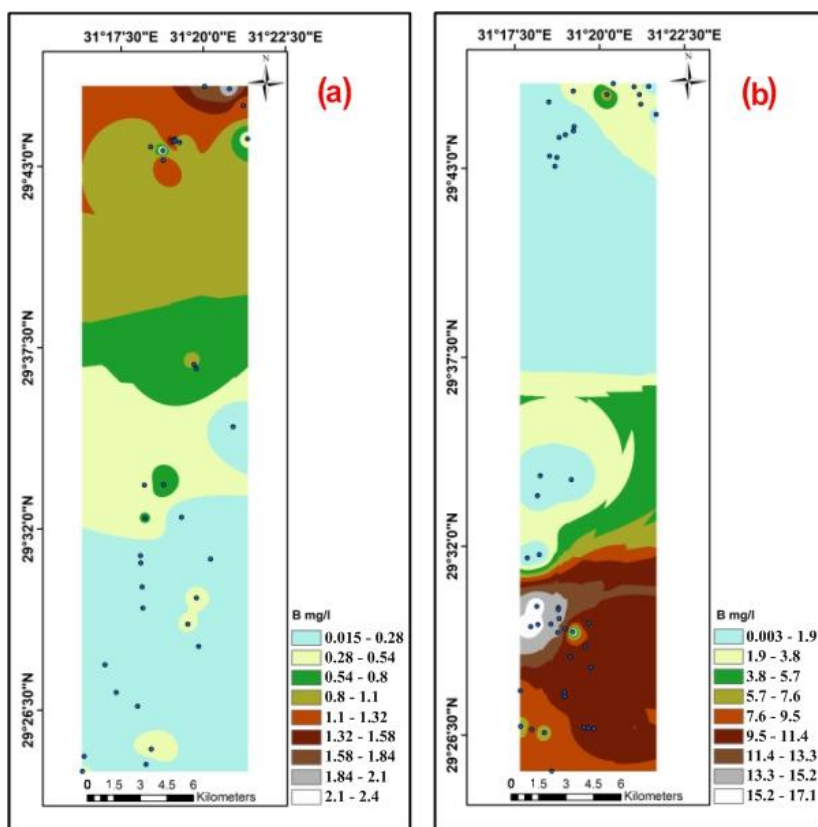 31°17'30"E 31°20'0"E 31°22'30"E
N
(a)
29°43'0"N
29°37'30"N
29°32'0"N
29°26'30"N
B mg/l
0.015 - 0.28
0.28 - 0.54
0.54 - 0.8
0.8 - 1.1
1.1 - 1.32
1.32 - 1.58
1.58 - 1.84
1.84 - 2.1
2.1 - 2.4
0 1.5 3 4.5 6
Kilometers
31°17'30"E 31°20'0"E 31°22'30"E
N
(b)
29°43'0"N
29°37'30"N
29°32'0"N
29°26'30"N
B mg/l
0.003 - 1.9
1.9 - 3.8
3.8 - 5.7
5.7 - 7.6
7.6 - 9.5
9.5 - 11.4
11.4 - 13.3
13.3 - 15.2
15.2 - 17.1
0 1.5 3 4.5 6
Kilometers